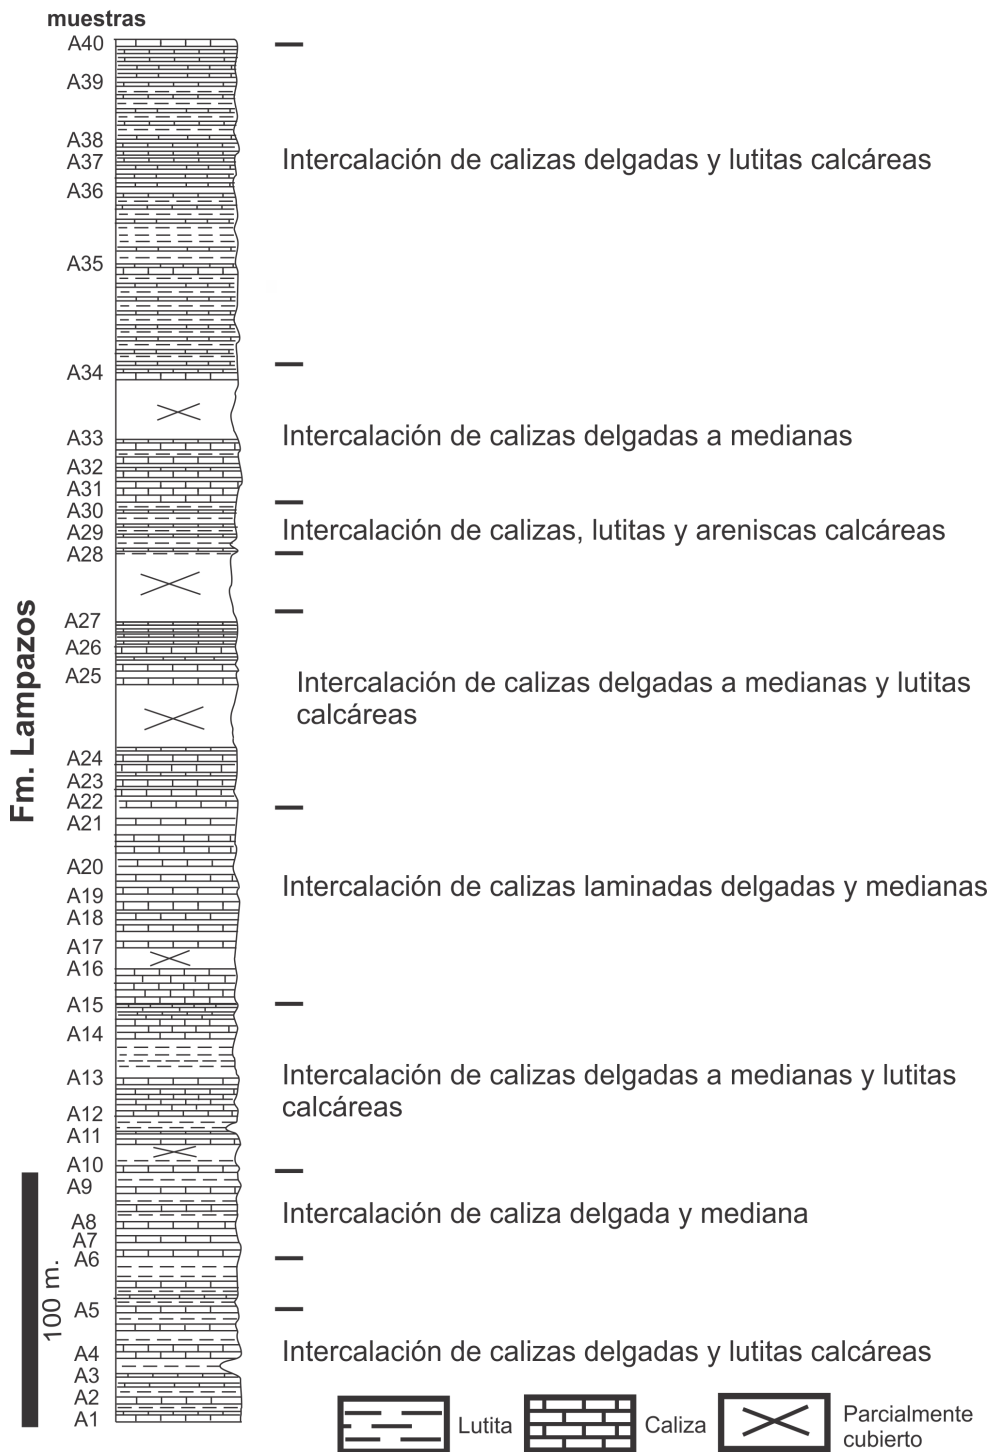 muestras
A40
A39
A38
Intercalación de calizas delgadas y lutitas calcáreas
A37
A36
A35
A34
A33
Intercalación de calizas delgadas a medianas
A32
A31
A30
Intercalación de calizas, lutitas y areniscas calcáreas
A29
A28
A27
A26
A25
Intercalación de calizas delgadas a medianas y lutitas
calcáreas
Fm. Lampazos
A24
A23
A22
A21
A20
Intercalación de calizas laminadas delgadas y medianas
A19
A18
A17
A16
A15
A14
A13
Intercalación de calizas delgadas a medianas y lutitas
calcáreas
A12
A11
A10
A9
Intercalación de caliza delgada y mediana
A8
A7
A6
100 m.
A5
A4
Intercalación de calizas delgadas y lutitas calcáreas
A3
A2
A1
Lutita
Caliza
Parcialmente
cubierto